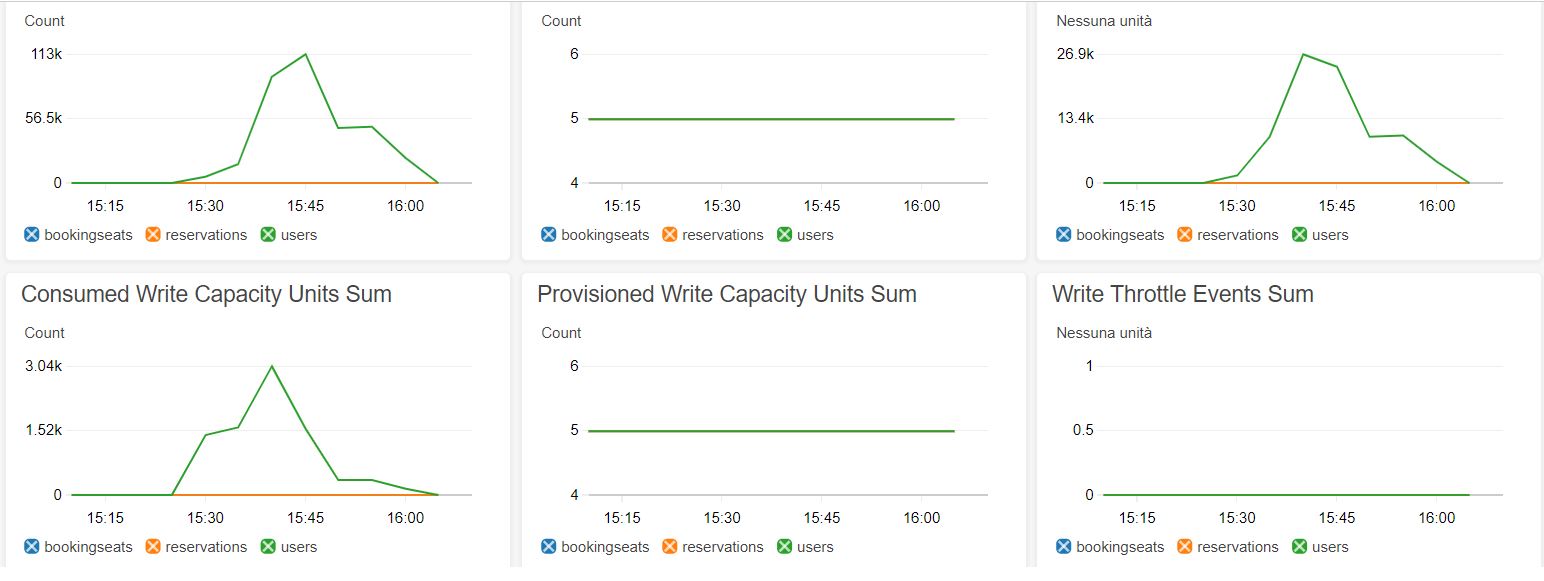 Count
113k
56.5k
0
15:15 15:30 15:45 16:00
bookingseats reservations users
Count
6
5
4
15:15 15:30 15:45 16:00
bookingseats reservations users
Nessuna unità
26.9k
13.4k
0
15:15 15:30 15:45 16:00
bookingseats reservations users
Consumed Write Capacity Units Sum
Count
3.04k
1.52k
0
15:15 15:30 15:45 16:00
bookingseats reservations users
Provisioned Write Capacity Units Sum
Count
6
5
4
15:15 15:30 15:45 16:00
bookingseats reservations users
Write Throttle Events Sum
Nessuna unità
1
0.5
0
15:15 15:30 15:45 16:00
bookingseats reservations users